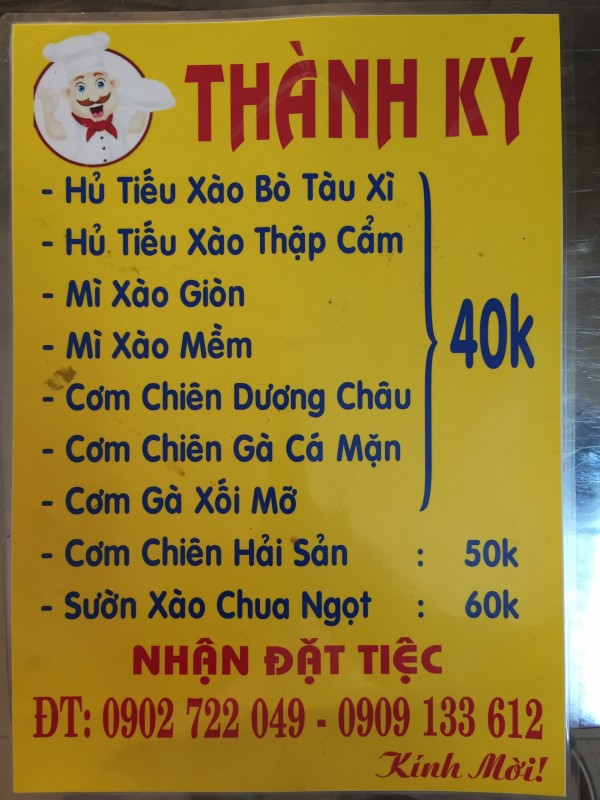 THÀNH KÝ
- Hủ Tiếu Xào Bò Tàu Xì
- Hủ Tiếu Xào Thập Cẩm
- Mì Xào Giòn
- Mì Xào Mềm
- Cơm Chiên Dương Châu
- Cơm Chiên Gà Cá Mặn
- Cơm Gà Xối Mỡ
40k
- Cơm Chiên Hải Sản : 50k
- Sườn Xào Chua Ngọt : 60k
NHẬN ĐẶT TIỆC
ĐT: 0902 722 049 - 0909 133 612
Kính Mời!